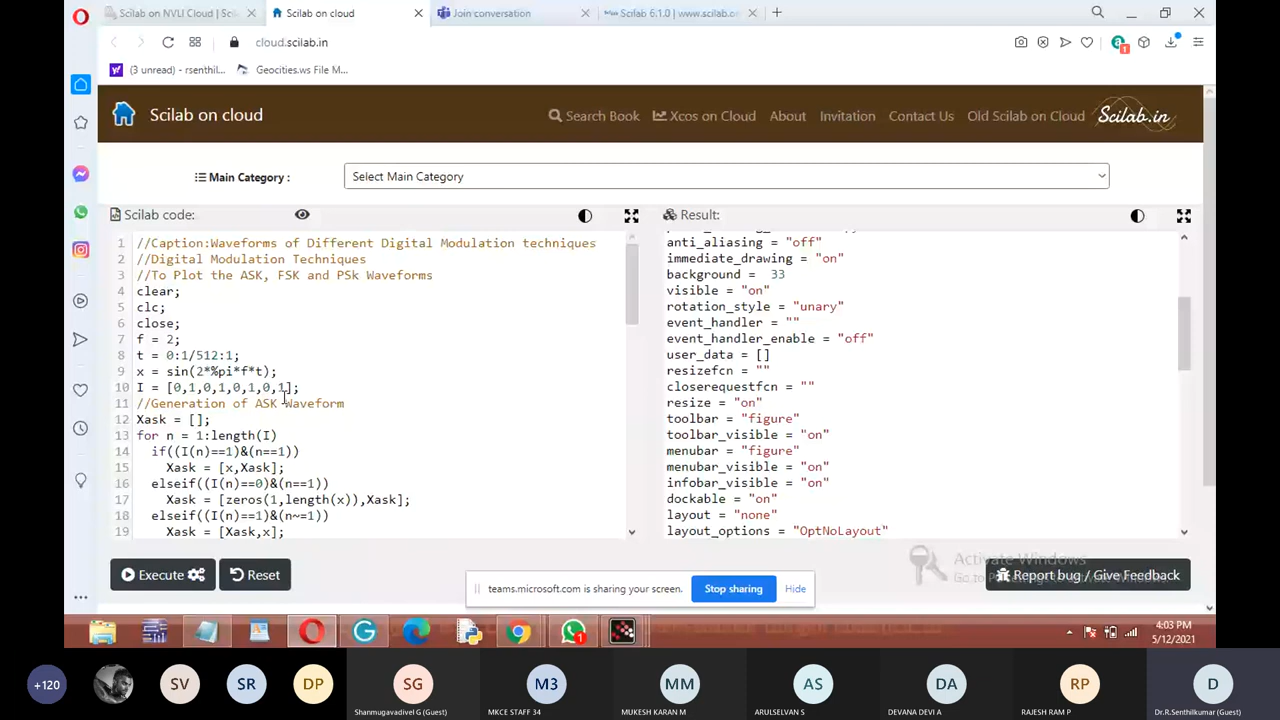 Scilab on NVLI Cloud | Scil
Scilab on cloud
Join conversation
Scilab 6.1.0 | www.scilab.o
cloud.scilab.in
1
(3 unread) - rsenthil...
Geocities.ws File M...
Scilab on cloud
Search Book
Xcos on Cloud
About
Invitation
Contact Us
Old Scilab on Cloud
Scilab.in
Main Category :
Select Main Category
Scilab code:
Result:
1 //Caption:Waveforms of Different Digital Modulation techniques
2 //Digital Modulation Techniques
3 //To Plot the ASK, FSK and PSk Waveforms
4 clear;
5 clc;
6 close;
7 f = 2;
8 t = 0:1/512:1;
9 x = sin(2*%pi*f*t);
10 I = [0,1,0,1,0,1,0,1];
11 //Generation of ASK Waveform
12 Xask = [];
13 for n = 1:length(I)
14 if((I(n)==1)&(n==1))
15 Xask = [x,Xask];
16 elseif((I(n)==0)&(n==1))
17 Xask = [zeros(1,length(x)),Xask];
18 elseif((I(n)==1)&(n~=1))
19 Xask = [Xask,x];
anti_aliasing = "off"
immediate_drawing = "on"
background = 33
visible = "on"
rotation_style = "unary"
event_handler = ""
event_handler_enable = "off"
user_data = []
resizefcn = ""
closerequestfcn = ""
resize = "on"
toolbar = "figure"
toolbar_visible = "on"
menubar = "figure"
menubar_visible = "on"
infobar_visible = "on"
dockable = "on"
layout = "none"
layout_options = "OptNoLayout"
Execute
Reset
Activate Windows
Report bug / Give Feedback
teams.microsoft.com is sharing your screen.
Stop sharing
Hide
1
4:03 PM
5/12/2021
+120
SV
SR
DP
SG
M3
MM
AS
DA
RP
D
Shanmugavadivel G (Guest)
MKCE STAFF 34
MUKESH KARAN M
ARULSELVAN S
DEVANA DEVI A
RAJESH RAM P
Dr.R.Senthilkumar (Guest)